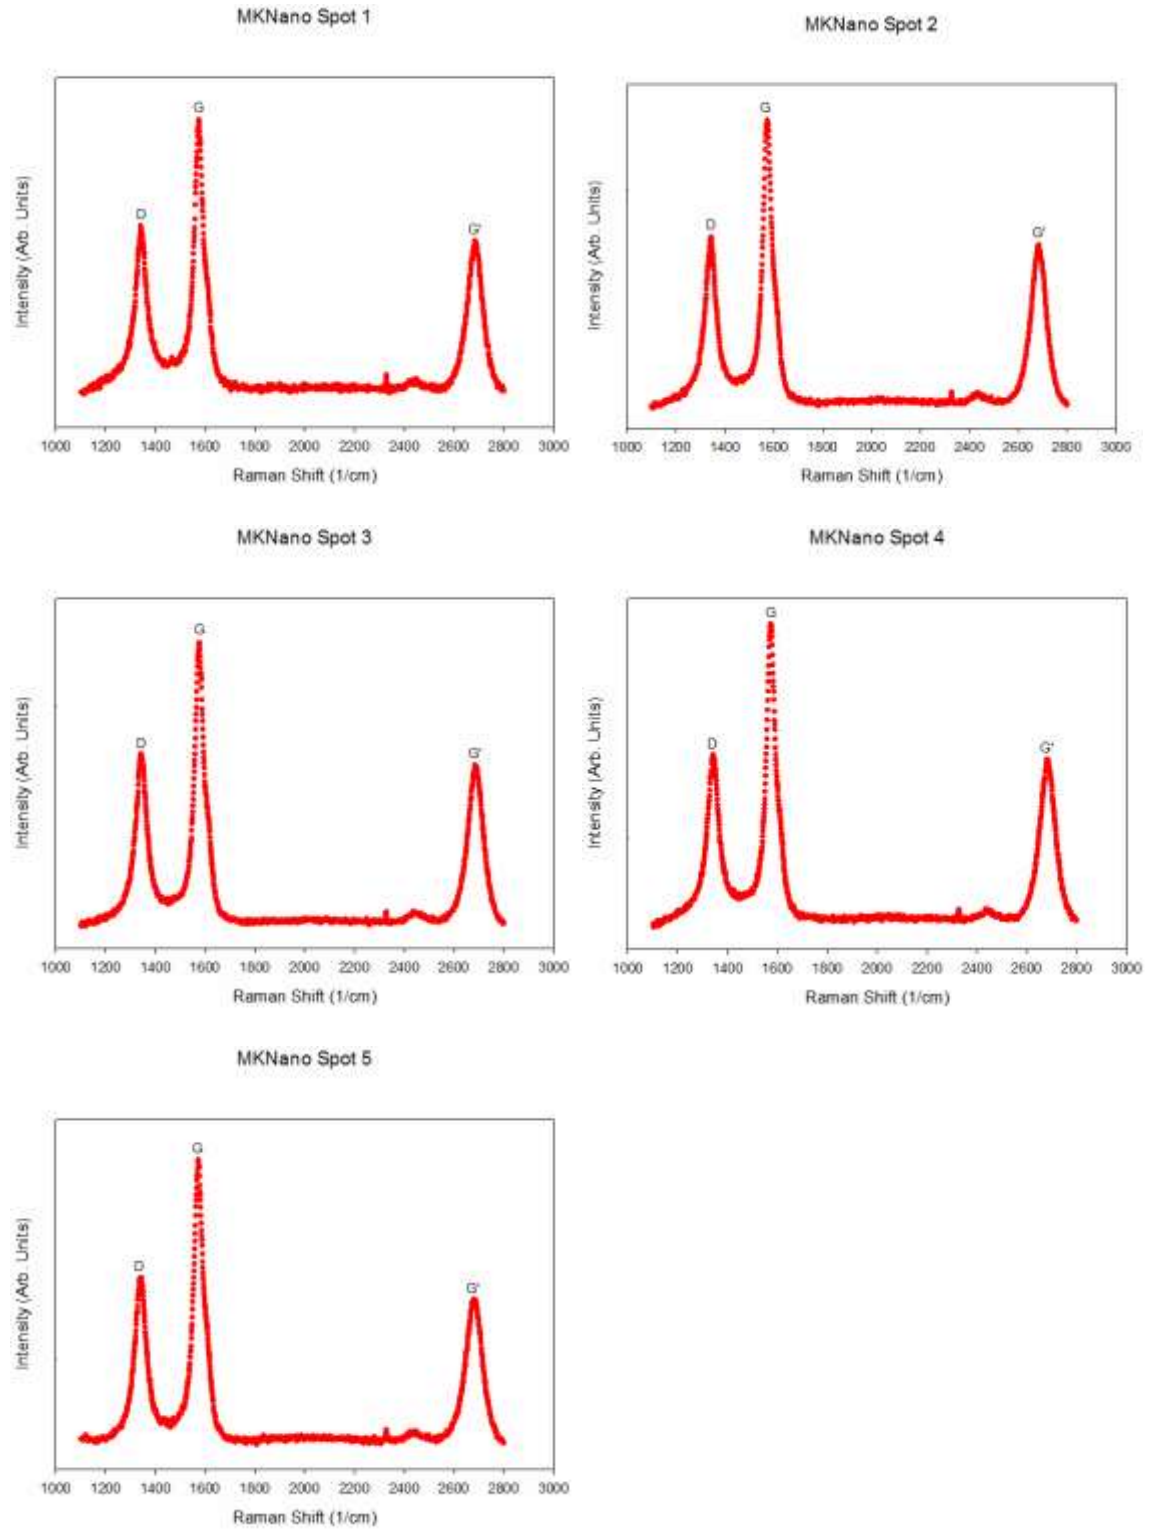 MKNano Spot 1
G
D
G'
Intensity (Arb. Units)
1000 1200 1400 1600 1800 2000 2200 2400 2600 2800 3000
Raman Shift (1/cm)
MKNano Spot 2
G
D
G'
Intensity (Arb. Units)
1000 1200 1400 1600 1800 2000 2200 2400 2600 2800 3000
Raman Shift (1/cm)
MKNano Spot 3
G
D
G'
Intensity (Arb. Units)
1000 1200 1400 1600 1800 2000 2200 2400 2600 2800 3000
Raman Shift (1/cm)
MKNano Spot 4
G
D
G'
Intensity (Arb. Units)
1000 1200 1400 1600 1800 2000 2200 2400 2600 2800 3000
Raman Shift (1/cm)
MKNano Spot 5
G
D
G'
Intensity (Arb. Units)
1000 1200 1400 1600 1800 2000 2200 2400 2600 2800 3000
Raman Shift (1/cm)